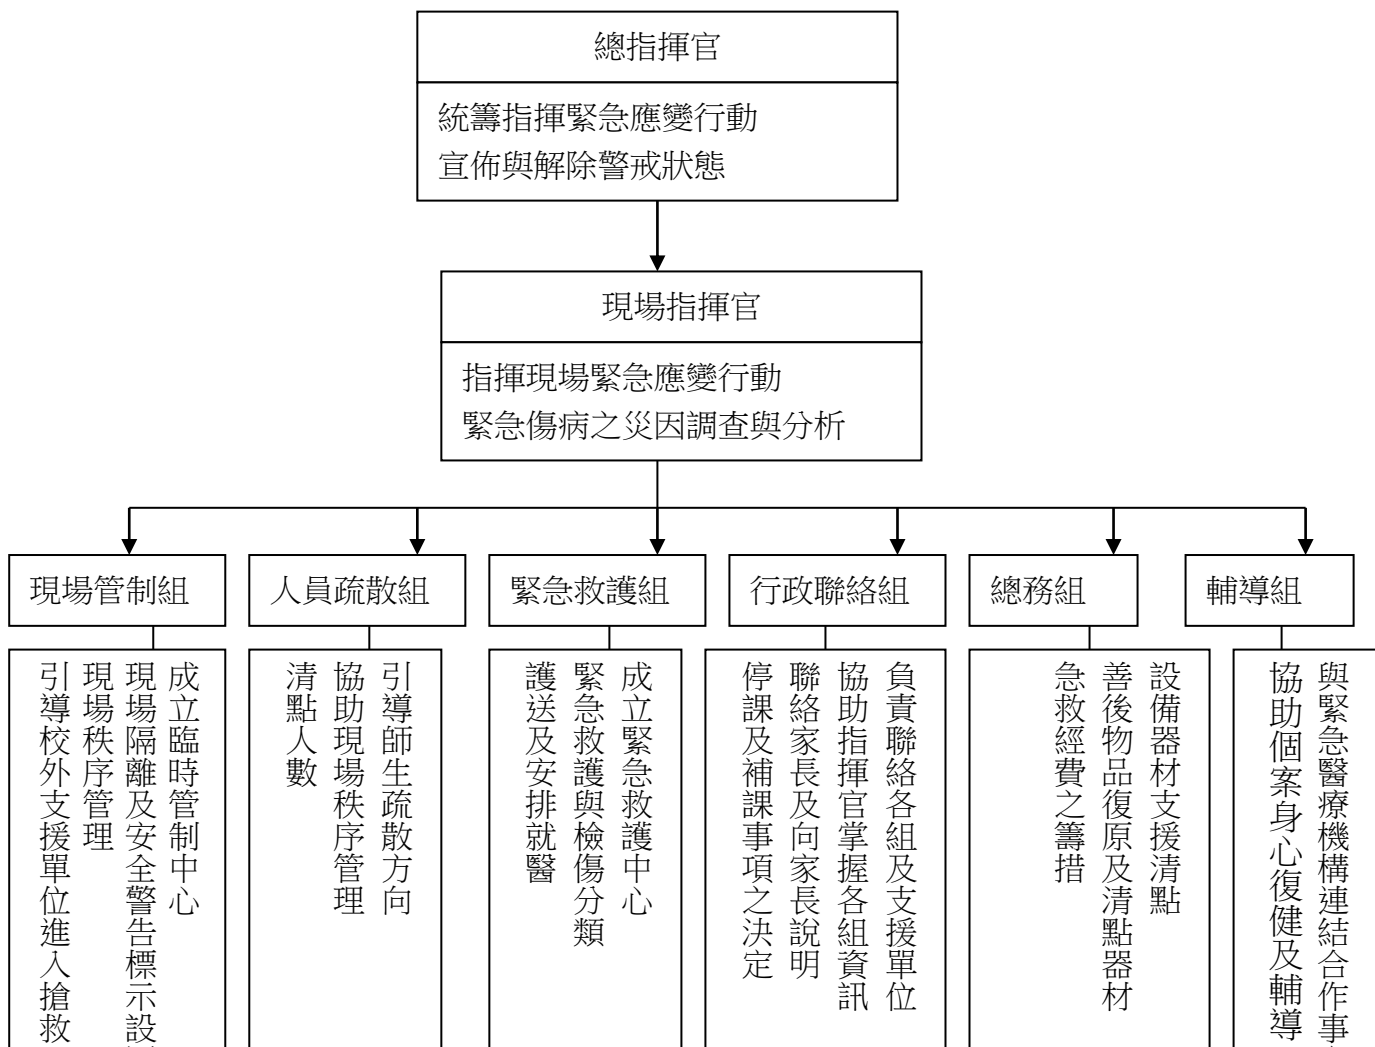 總指揮官
統籌指揮緊急應變行動
宣佈與解除警戒狀態
現場指揮官
指揮現場緊急應變行動
緊急傷病之災因調查與分析
現場管制組
人員疏散組
緊急救護組
行政聯絡組
總務組
輔導組
成立臨時管制中心
現場隔離及安全警告標示設
現場秩序管理
引導校外支援單位進入搶救
引導師生疏散方向
協助現場秩序管理
清點人數
成立緊急救護中心
緊急救護與檢傷分類
護送及安排就醫
負責聯絡各組及支援單位
協助指揮官掌握各組資訊
聯絡家長及向家長說明
停課及補課事項之決定
設備器材支援清點
善後物品復原及清點器材
急救經費之籌措
與緊急醫療機構連結合作事
協助個案身心復健及輔導